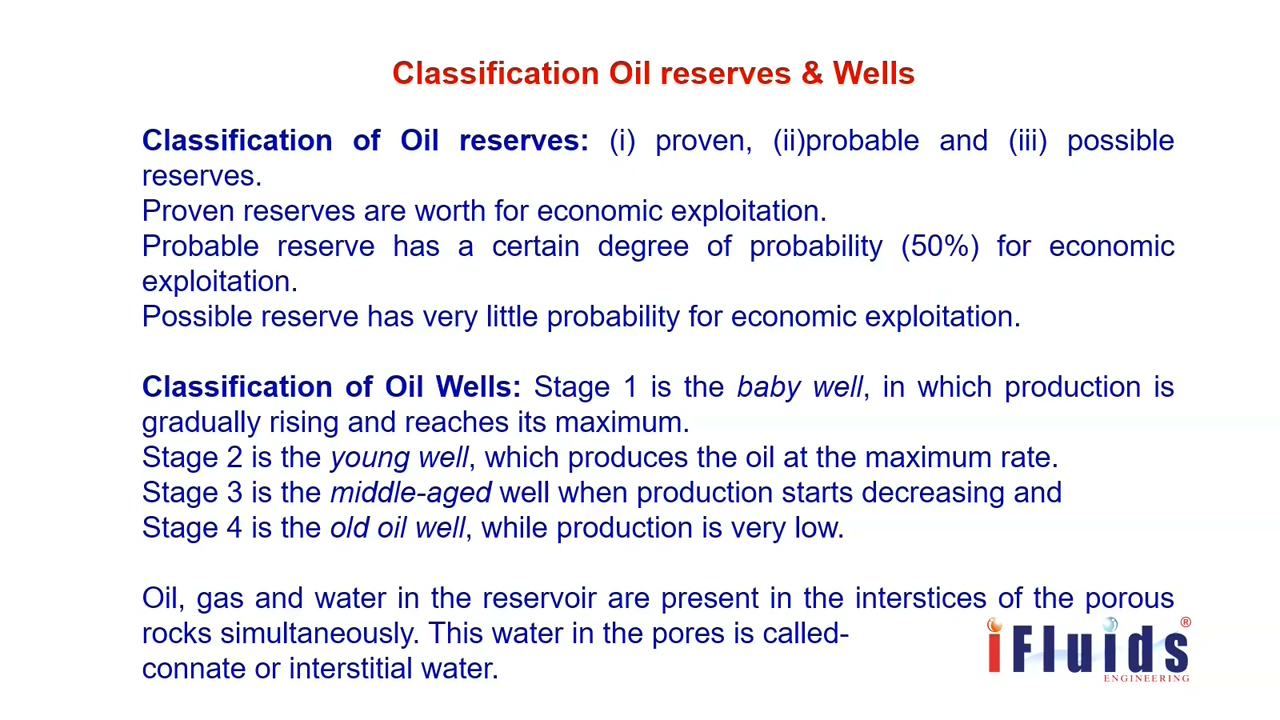 Classification Oil reserves & Wells
Classification of Oil reserves: (i) proven, (ii)probable and (iii) possible
reserves.
Proven reserves are worth for economic exploitation.
Probable reserve has a certain degree of probability (50%) for economic
exploitation.
Possible reserve has very little probability for economic exploitation.
Classification of Oil Wells: Stage 1 is the baby well, in which production is
gradually rising and reaches its maximum.
Stage 2 is the young well, which produces the oil at the maximum rate.
Stage 3 is the middle-aged well when production starts decreasing and
Stage 4 is the old oil well, while production is very low.
Oil, gas and water in the reservoir are present in the interstices of the porous
rocks simultaneously. This water in the pores is called-
connate or interstitial water.
iFluids®
ENGINEERING